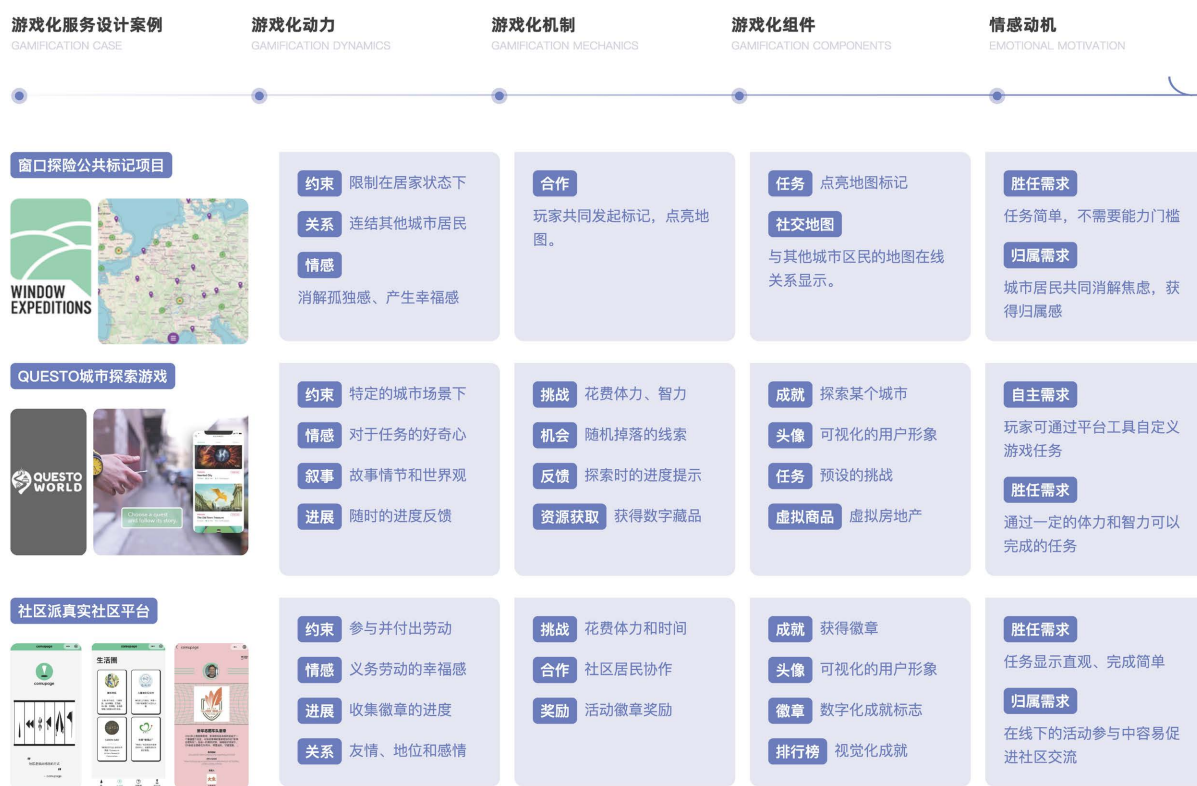 游戏化服务设计案例
GAMIFICATION CASE
游戏化动力
GAMIFICATION DYNAMICS
游戏化机制
GAMIFICATION MECHANICS
游戏化组件
GAMIFICATION COMPONENTS
情感动机
EMOTIONAL MOTIVATION
窗口探险公共标记项目
WINDOW
EXPEDITIONS
约束 限制在居家状态下
关系 连结其他城市居民
情感
消解孤独感、产生幸福感
合作
玩家共同发起标记，点亮地
图。
任务 点亮地图标记
社交地图
与其他城市区民的地图在线
关系显示。
胜任需求
任务简单，不需要能力门槛
归属需求
城市居民共同消解焦虑，获
得归属感
QUESTO城市探索游戏
QUESTO
WORLD
Choose a quest
and follow its story.
约束 特定的城市场景下
情感 对于任务的好奇心
叙事 故事情节和世界观
进展 随时的进度反馈
挑战 花费体力、智力
机会 随机掉落的线索
反馈 探索时的进度提示
资源获取 获得数字藏品
成就 探索某个城市
头像 可视化的用户形象
任务 预设的挑战
虚拟商品 虚拟房地产
自主需求
玩家可通过平台工具自定义
游戏任务
胜任需求
通过一定的体力和智力可以
完成的任务
社区派真实社区平台
comupage
生活圈
约束 参与并付出劳动
情感 义务劳动的幸福感
进展 收集徽章的进度
关系 友情、地位和感情
挑战 花费体力和时间
合作 社区居民协作
奖励 活动徽章奖励
成就 获得徽章
头像 可视化的用户形象
徽章 数字化成就标志
排行榜 视觉化成就
胜任需求
任务显示直观、完成简单
归属需求
在线下的活动参与中容易促
进社区交流